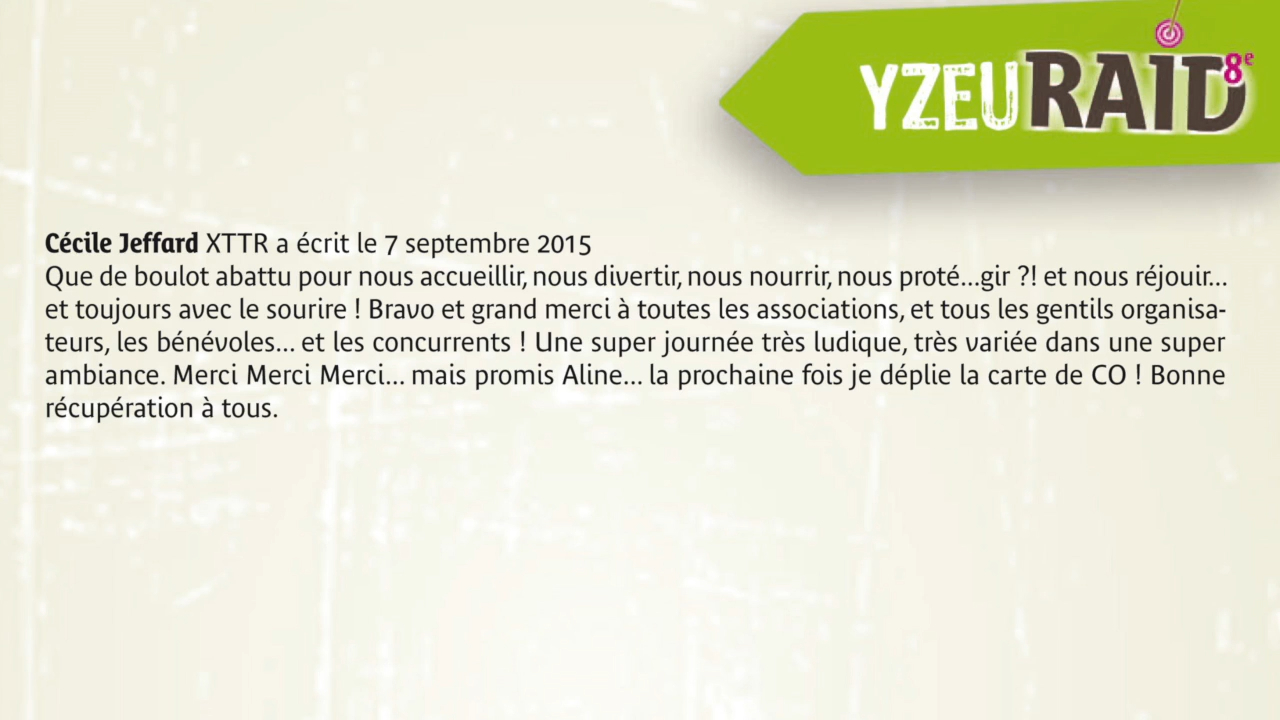 YZEURAID 8e
Cécile Jeffard XTTR a écrit le 7 septembre 2015
Que de boulot abattu pour nous accueillir, nous divertir, nous nourrir, nous proté...gir ?! et nous réjouir...
et toujours avec le sourire ! Bravo et grand merci à toutes les associations, et tous les gentils organisa-
teurs, les bénévoles... et les concurrents ! Une super journée très ludique, très variée dans une super
ambiance. Merci Merci Merci... mais promis Aline... la prochaine fois je déplie la carte de CO ! Bonne
récupération à tous.